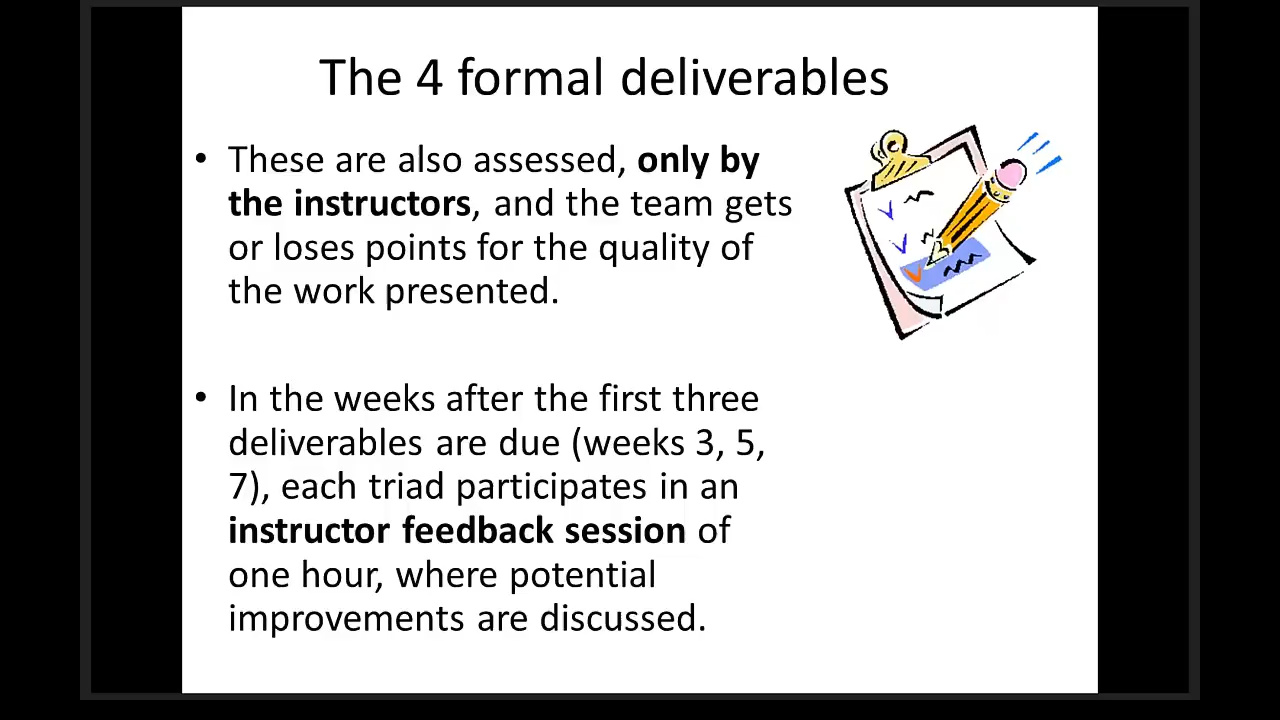 The 4 formal deliverables
• These are also assessed, only by
the instructors, and the team gets
or loses points for the quality of
the work presented.
• In the weeks after the first three
deliverables are due (weeks 3, 5,
7), each triad participates in an
instructor feedback session of
one hour, where potential
improvements are discussed.